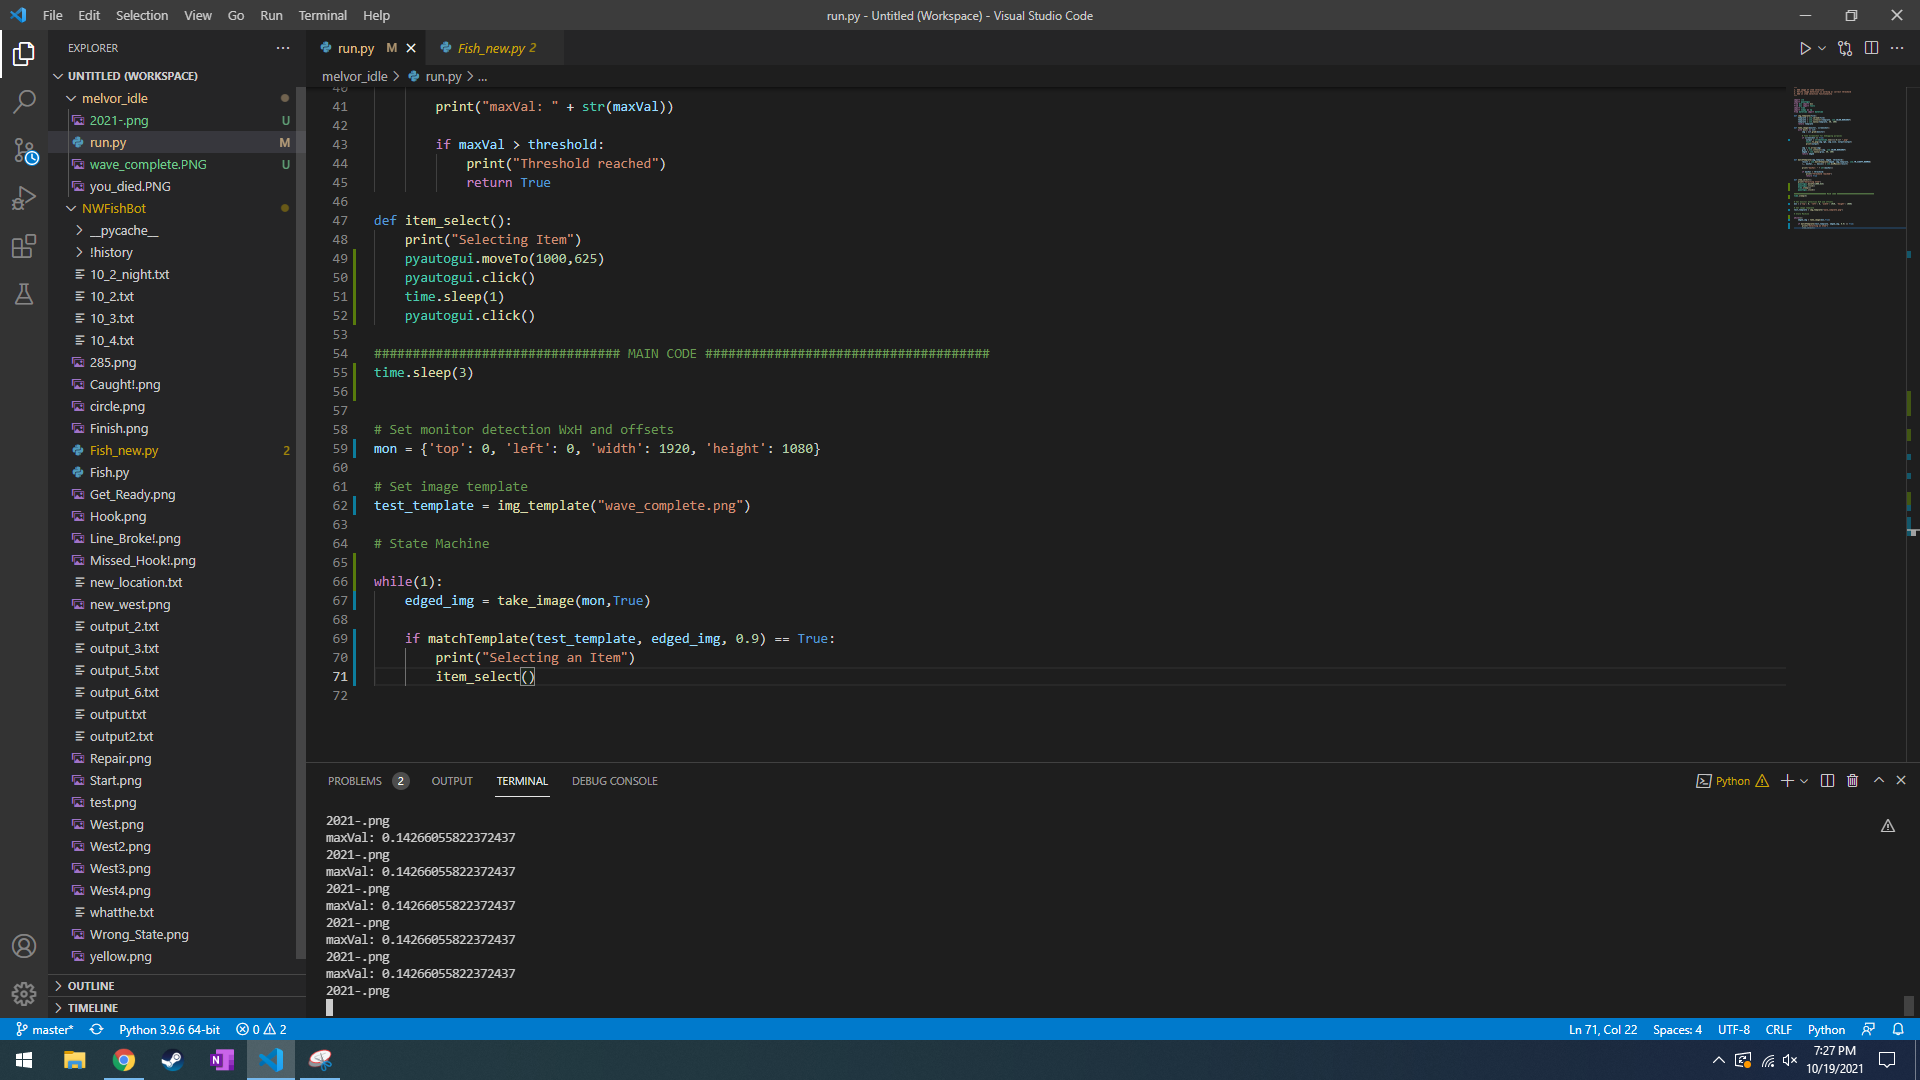 File Edit Selection View Go Run Terminal Help
run.py - Untitled (Workspace) - Visual Studio Code
EXPLORER
UNTITLED (WORKSPACE)
melvor_idle
2021-.png U
run.py M
wave_complete.PNG U
you_died.PNG
NWFishBot
__pycache__
!history
10_2_night.txt
10_2.txt
10_3.txt
10_4.txt
285.png
Caught!.png
circle.png
Finish.png
Fish_new.py 2
Fish.py
Get_Ready.png
Hook.png
Line_Broke!.png
Missed_Hook!.png
new_location.txt
new_west.png
output_2.txt
output_3.txt
output_5.txt
output_6.txt
output.txt
output2.txt
Repair.png
Start.png
test.png
West.png
West2.png
West3.png
West4.png
whatthe.txt
Wrong_State.png
yellow.png
OUTLINE
TIMELINE
run.py M
Fish_new.py 2
melvor_idle > run.py > ...
40
41 print("maxVal: " + str(maxVal))
42
43 if maxVal > threshold:
44 print("Threshold reached")
45 return True
46
47 def item_select():
48 print("Selecting Item")
49 pyautogui.moveTo(1000,625)
50 pyautogui.click()
51 time.sleep(1)
52 pyautogui.click()
53
54 ################################ MAIN CODE #####################################
55 time.sleep(3)
56
57
58 # Set monitor detection WxH and offsets
59 mon = {'top': 0, 'left': 0, 'width': 1920, 'height': 1080}
60
61 # Set image template
62 test_template = img_template("wave_complete.png")
63
64 # State Machine
65
66 while(1):
67 edged_img = take_image(mon,True)
68
69 if matchTemplate(test_template, edged_img, 0.9) == True:
70 print("Selecting an Item")
71 item_select()
72
PROBLEMS 2 OUTPUT TERMINAL DEBUG CONSOLE
Python
2021-.png
maxVal: 0.14266055822372437
2021-.png
maxVal: 0.14266055822372437
2021-.png
maxVal: 0.14266055822372437
2021-.png
maxVal: 0.14266055822372437
2021-.png
maxVal: 0.14266055822372437
2021-.png
master* Python 3.9.6 64-bit 0 2
Ln 71, Col 22 Spaces: 4 UTF-8 CRLF Python
7:27 PM
10/19/2021